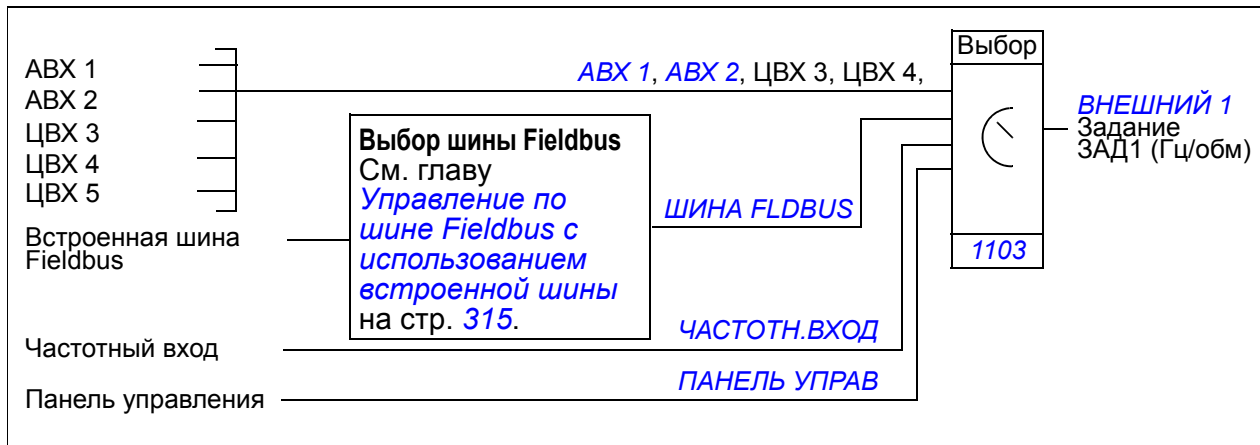 АВХ 1
АВХ 2
ЦВХ 3
ЦВХ 4
ЦВХ 5
Встроенная шина
Fieldbus
Частотный вход
Панель управления
Выбор шины Fieldbus
См. главу
Управление по
шине Fieldbus с
использованием
встроенной шины
на стр. 315.
АВХ 1, АВХ 2, ЦВХ 3, ЦВХ 4,
ШИНА FLDBUS
ЧАСТОТН.ВХОД
ПАНЕЛЬ УПРАВ
Выбор
1103
ВНЕШНИЙ 1
Задание
ЗАД1 (Гц/обм)